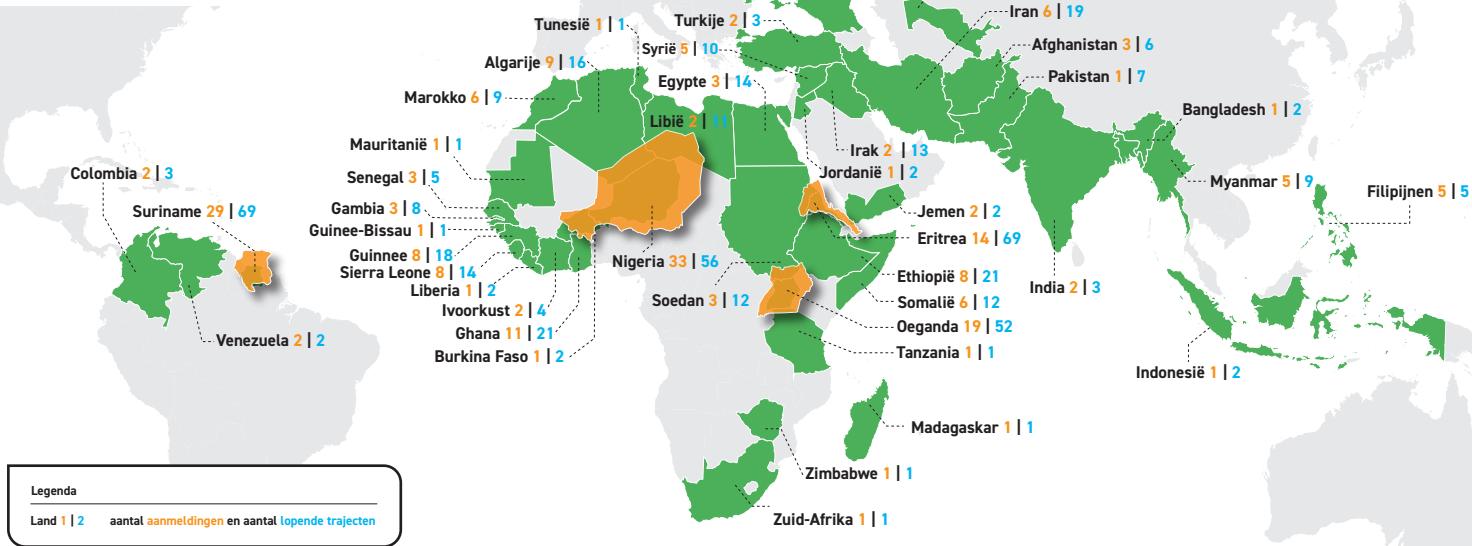 Iran 6 | 19
Tunesië 1 | 1
Turkije 2 | 3
Syrië 5 | 10
Afghanistan 3 | 6
Algarije 9 | 16
Pakistan 1 | 7
Egypte 3 | 14
Marokko 6 | 9
Bangladesh 1 | 2
Libië 2 | 11
Mauritanië 1 | 1
Irak 2 | 13
Jordanië 1 | 2
Colombia 2 | 3
Senegal 3 | 5
Myanmar 5 | 9
Filipijnen 5 | 5
Suriname 29 | 69
Gambia 3 | 8
Jemen 2 | 2
Guinee-Bissau 1 | 1
Eritrea 14 | 69
Guinnee 8 | 18
Nigeria 33 | 56
Sierra Leone 8 | 14
Ethiopië 8 | 21
Liberia 1 | 2
India 2 | 3
Soedan 3 | 12
Somalië 6 | 12
Ivoorkust 2 | 4
Oeganda 19 | 52
Ghana 11 | 21
Venezuela 2 | 2
Tanzania 1 | 1
Burkina Faso 1 | 2
Indonesië 1 | 2
Madagaskar 1 | 1
Zimbabwe 1 | 1
Zuid-Afrika 1 | 1
Legenda
Land 1 | 2 aantal aanmeldingen en aantal lopende trajecten